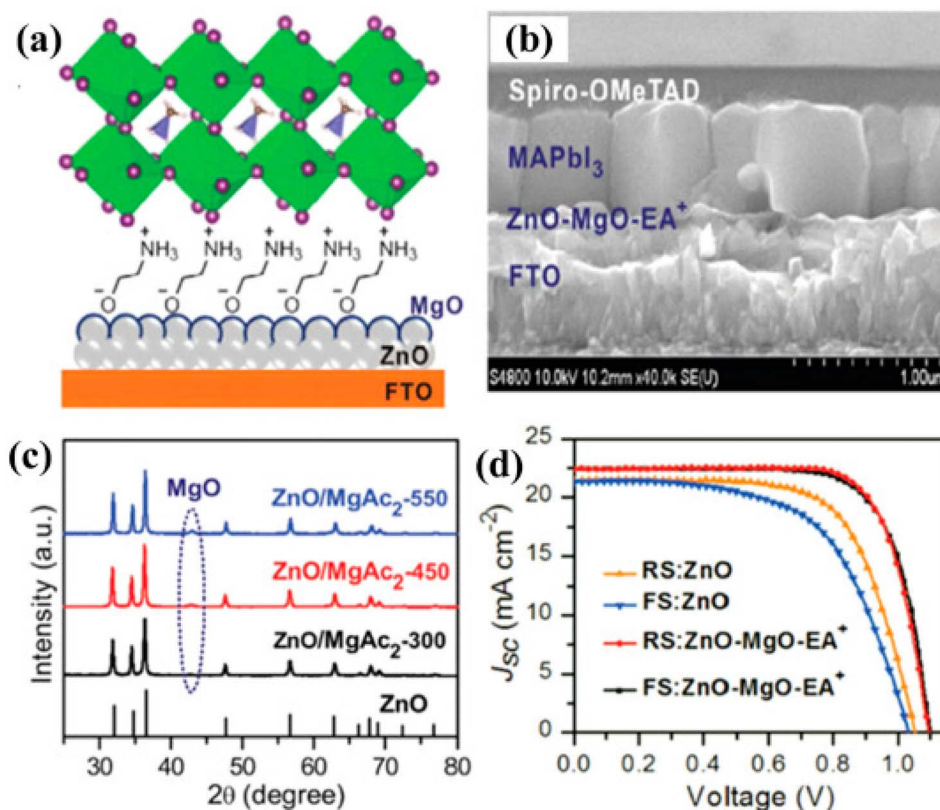 (a)
+ + + + +
NH₃ NH₃ NH₃ NH₃ NH₃
O⁻ O⁻ O⁻ O⁻ O⁻ MgO
ZnO
FTO
(b)
Spiro-OMeTAD
MAPbI₃
ZnO-MgO-EA⁺
FTO
S4800 10.0kV 10.2mm x40.0k SE(U)
(c)
MgO
ZnO/MgAc₂-550
ZnO/MgAc₂-450
ZnO/MgAc₂-300
ZnO
Intensity (a.u.)
30 40 50 60 70 80
2θ (degree)
(d)
25
20
15
10
5
0
Jsc (mA cm⁻²)
RS:ZnO
FS:ZnO
RS:ZnO-MgO-EA⁺
FS:ZnO-MgO-EA⁺
0.0 0.2 0.4 0.6 0.8 1.0
Voltage (V)